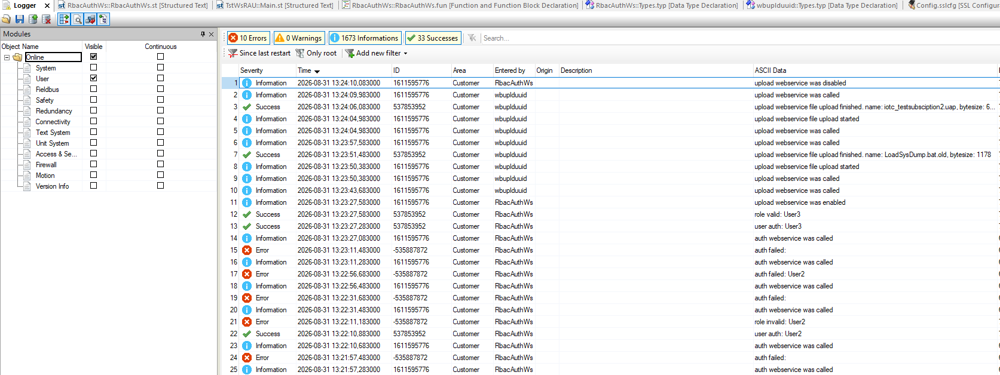 Logger RbacAuthWs::RbacAuthWs.st [Structured Text] TstWsRAU::Main.st [Structured Text] RbacAuthWs::RbacAuthWs.fun [Function and Function Block Declaration] RbacAuthWs::Types.typ [Data Type Declaration] wbuplduuid::Types.typ [Data Type Declaration] Config.sslcfg [SSL Configur
Modules
10 Errors 0 Warnings 1673 Informations 33 Successes Search...
Since last restart Only root Add new filter
Object Name Visible Continuous
Online
System
User
Fieldbus
Safety
Redundancy
Connectivity
Text System
Unit System
Access & Se...
Firewall
Motion
Version Info
Severity Time ID Area Entered by Origin Description ASCII Data
1 Information 2026-08-31 13:24:10,083000 1611595776 Customer RbacAuthWs upload webservice was disabled
2 Information 2026-08-31 13:24:09,983000 1611595776 Customer wbuplduuid upload webservice was called
3 Success 2026-08-31 13:24:06,083000 537853952 Customer wbuplduuid upload webservice file upload finished. name: iotc_testsubsciption2.uap, bytesize: 6...
4 Information 2026-08-31 13:24:04,983000 1611595776 Customer wbuplduuid upload webservice file upload started
5 Information 2026-08-31 13:24:04,983000 1611595776 Customer wbuplduuid upload webservice was called
6 Information 2026-08-31 13:23:57,583000 1611595776 Customer wbuplduuid upload webservice was called
7 Success 2026-08-31 13:23:51,483000 537853952 Customer wbuplduuid upload webservice file upload finished. name: LoadSysDump.bat.old, bytesize: 1178
8 Information 2026-08-31 13:23:50,383000 1611595776 Customer wbuplduuid upload webservice file upload started
9 Information 2026-08-31 13:23:50,383000 1611595776 Customer wbuplduuid upload webservice was called
10 Information 2026-08-31 13:23:43,683000 1611595776 Customer wbuplduuid upload webservice was called
11 Information 2026-08-31 13:23:27,583000 1611595776 Customer RbacAuthWs upload webservice was enabled
12 Success 2026-08-31 13:23:27,583000 537853952 Customer RbacAuthWs role valid: User3
13 Success 2026-08-31 13:23:27,283000 537853952 Customer RbacAuthWs user auth: User3
14 Information 2026-08-31 13:23:27,083000 1611595776 Customer RbacAuthWs auth webservice was called
15 Error 2026-08-31 13:23:11,483000 -535887872 Customer RbacAuthWs auth failed:
16 Information 2026-08-31 13:23:11,283000 1611595776 Customer RbacAuthWs auth webservice was called
17 Error 2026-08-31 13:22:56,683000 -535887872 Customer RbacAuthWs auth failed: User2
18 Information 2026-08-31 13:22:56,483000 1611595776 Customer RbacAuthWs auth webservice was called
19 Error 2026-08-31 13:22:31,683000 -535887872 Customer RbacAuthWs auth failed:
20 Information 2026-08-31 13:22:31,483000 1611595776 Customer RbacAuthWs auth webservice was called
21 Error 2026-08-31 13:22:11,183000 -535887872 Customer RbacAuthWs role invalid: User2
22 Success 2026-08-31 13:22:10,883000 537853952 Customer RbacAuthWs user auth: User2
23 Information 2026-08-31 13:22:10,683000 1611595776 Customer RbacAuthWs auth webservice was called
24 Error 2026-08-31 13:21:57,483000 -535887872 Customer RbacAuthWs auth failed:
25 Information 2026-08-31 13:21:57,283000 1611595776 Customer RbacAuthWs auth webservice was called